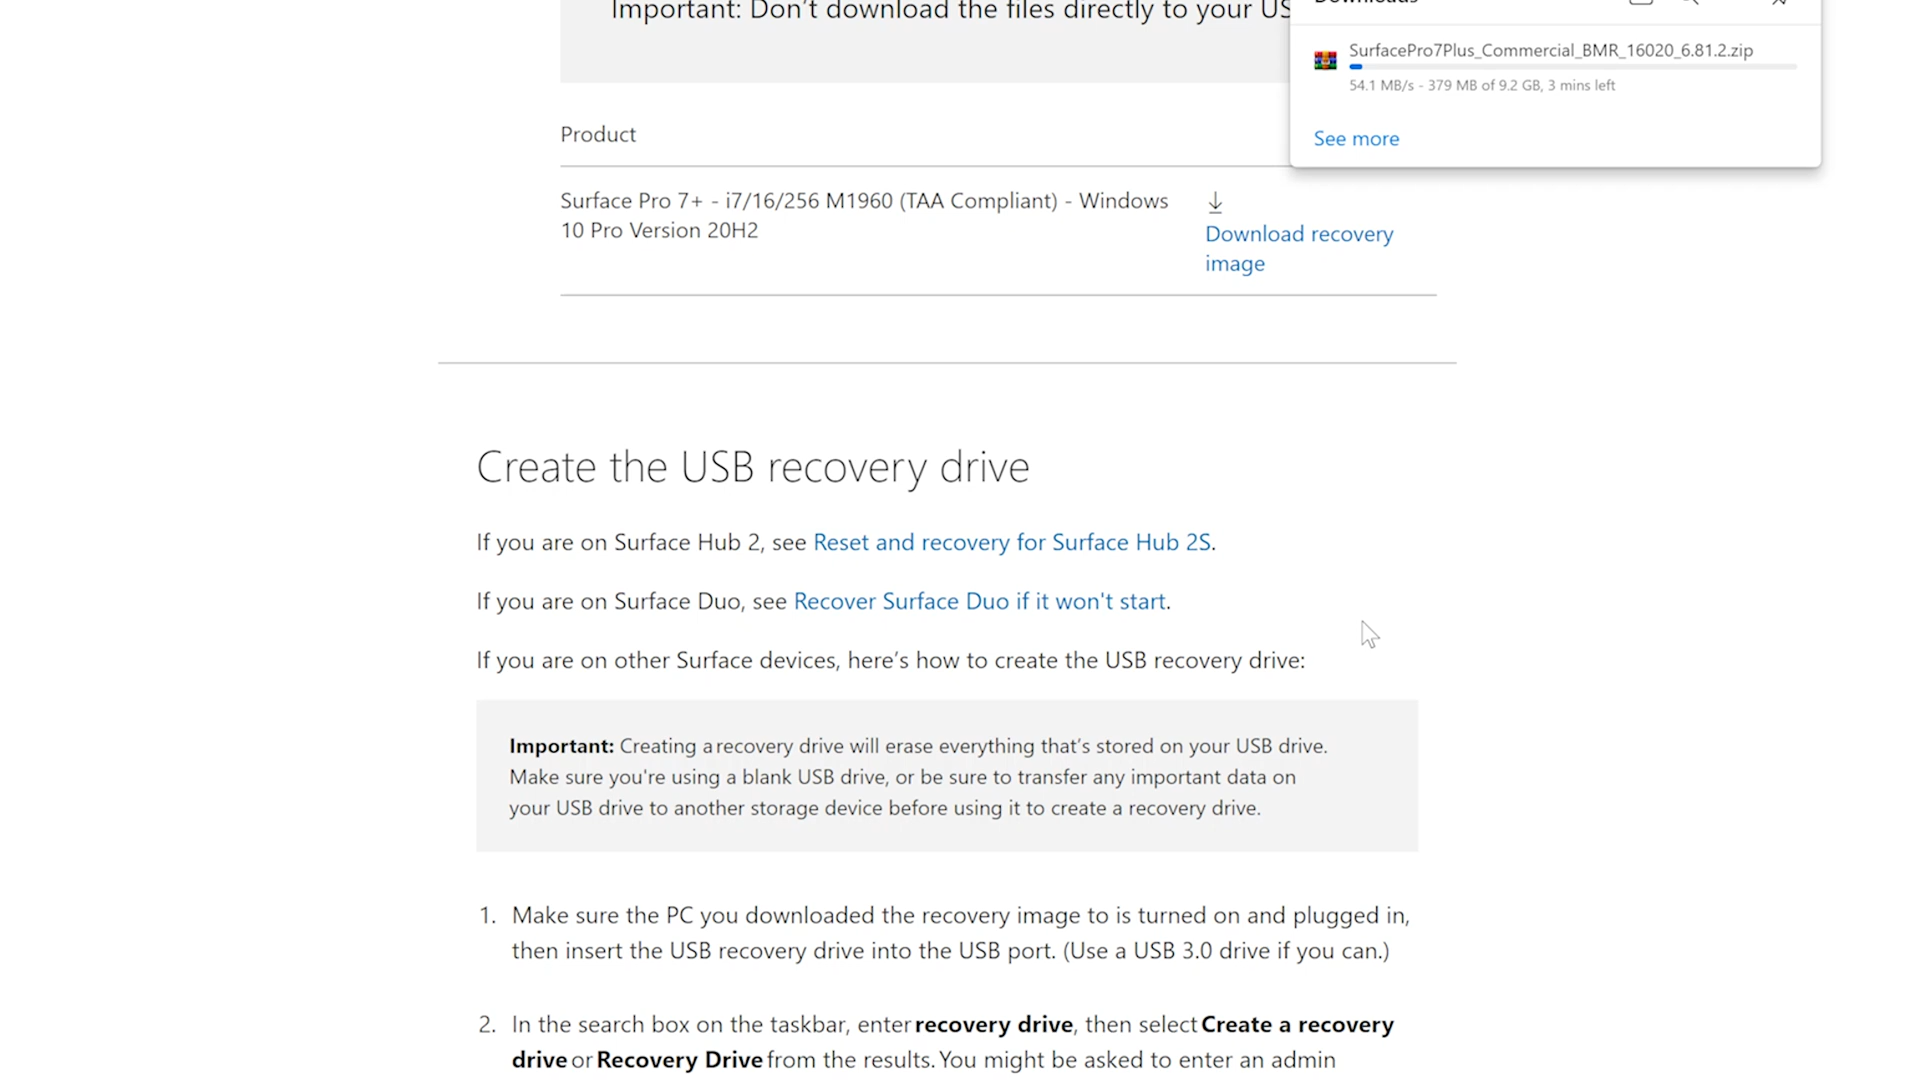 Important: Don't download the files directly to your US
Downloads
SurfacePro7Plus_Commercial_BMR_16020_6.81.2.zip
54.1 MB/s - 379 MB of 9.2 GB, 3 mins left
See more
Product
Surface Pro 7+ - i7/16/256 M1960 (TAA Compliant) - Windows
10 Pro Version 20H2
Download recovery
image
Create the USB recovery drive
If you are on Surface Hub 2, see Reset and recovery for Surface Hub 2S.
If you are on Surface Duo, see Recover Surface Duo if it won't start.
If you are on other Surface devices, here's how to create the USB recovery drive:
Important: Creating a recovery drive will erase everything that's stored on your USB drive.
Make sure you're using a blank USB drive, or be sure to transfer any important data on
your USB drive to another storage device before using it to create a recovery drive.
1. Make sure the PC you downloaded the recovery image to is turned on and plugged in,
then insert the USB recovery drive into the USB port. (Use a USB 3.0 drive if you can.)
2. In the search box on the taskbar, enter recovery drive, then select Create a recovery
drive or Recovery Drive from the results. You might be asked to enter an admin